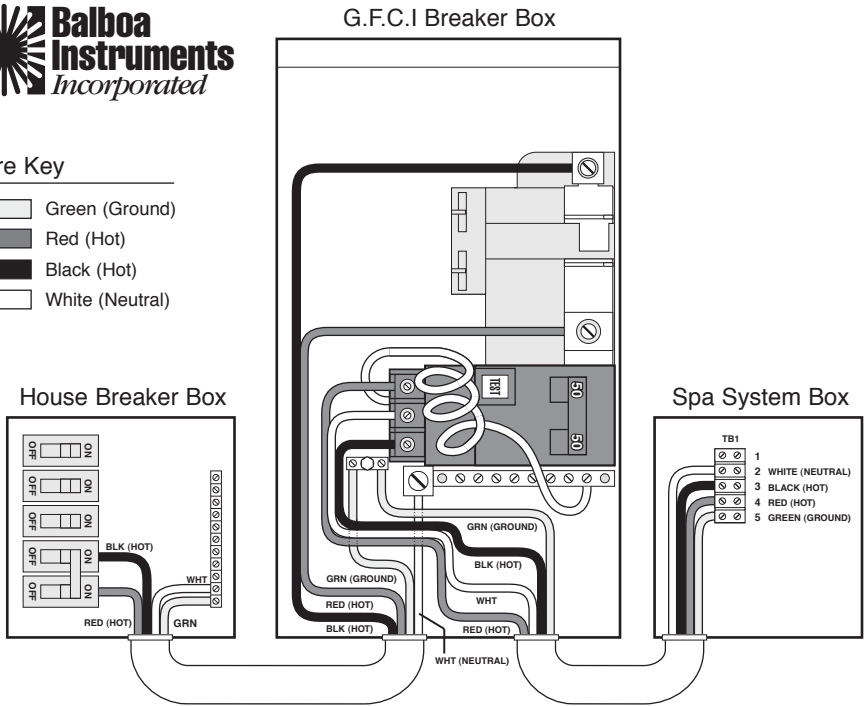 Balboa
Instruments
Incorporated
G.F.C.I Breaker Box
re Key
Green (Ground)
Red (Hot)
Black (Hot)
White (Neutral)
House Breaker Box
OFF ON
OFF ON
OFF ON
OFF ON
OFF ON
BLK (HOT)
WHT
RED (HOT)
GRN
TEST
50
50
GRN (GROUND)
BLK (HOT)
GRN (GROUND)
RED (HOT)
BLK (HOT)
WHT
RED (HOT)
WHT (NEUTRAL)
Spa System Box
TB1
1
2 WHITE (NEUTRAL)
3 BLACK (HOT)
4 RED (HOT)
5 GREEN (GROUND)